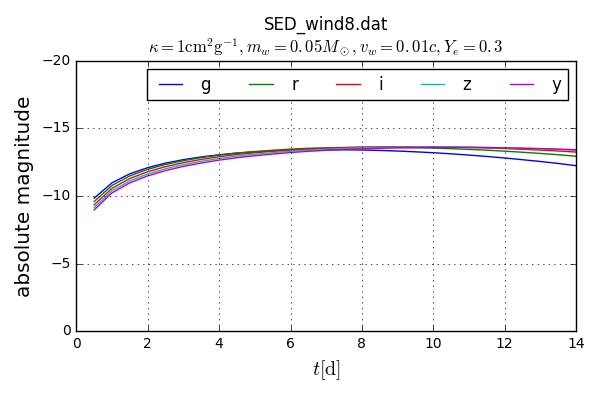 SED_wind8.dat
κ = 1cm²g⁻¹, m_w = 0.05M_⊙, v_w = 0.01c, Y_e = 0.3
g r i z y
absolute magnitude
−20
−15
−10
−5
0
0 2 4 6 8 10 12 14
t[d]